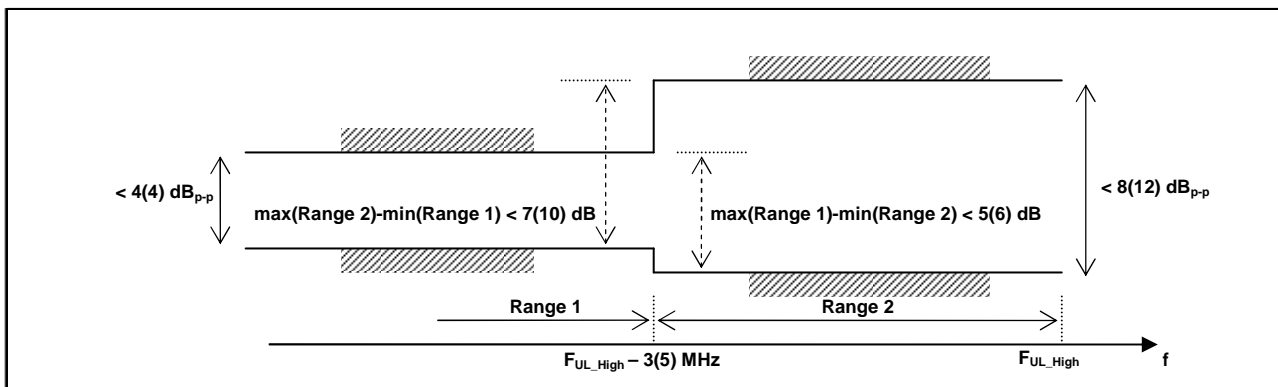 < 4(4) dBp-p
max(Range 2)-min(Range 1) < 7(10) dB
max(Range 1)-min(Range 2) < 5(6) dB
< 8(12) dBp-p
Range 1
Range 2
FUL_High – 3(5) MHz
FUL_High
f